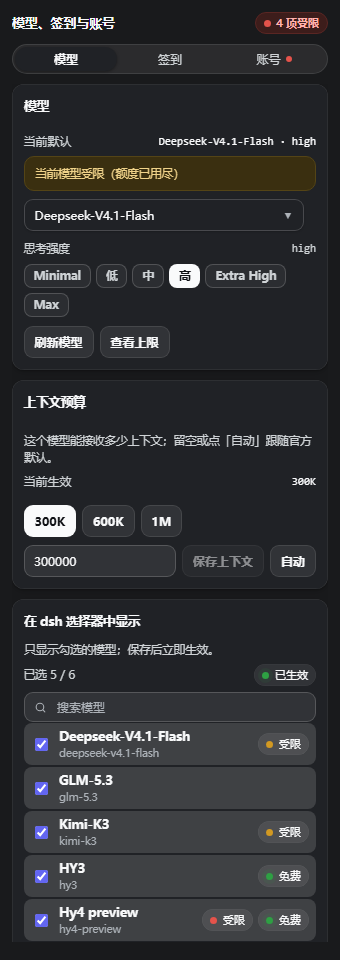 模型、签到与账号
4 项受限
模型 签到 账号
模型
当前默认 Deepseek-V4.1-Flash · high
当前模型受限（额度已用尽）
Deepseek-V4.1-Flash
思考强度 high
Minimal 低 中 高 Extra High
Max
刷新模型 查看上限
上下文预算
这个模型能接收多少上下文；留空或点「自动」跟随官方
默认。
当前生效 300K
300K 600K 1M
300000 保存上下文 自动
在 dsh 选择器中显示
只显示勾选的模型；保存后立即生效。
已选 5 / 6 已生效
搜索模型
Deepseek-V4.1-Flash 受限
deepseek-v4.1-flash
GLM-5.3
glm-5.3
Kimi-K3 受限
kimi-k3
HY3 免费
hy3
Hy4 preview 受限 免费
hy4-preview